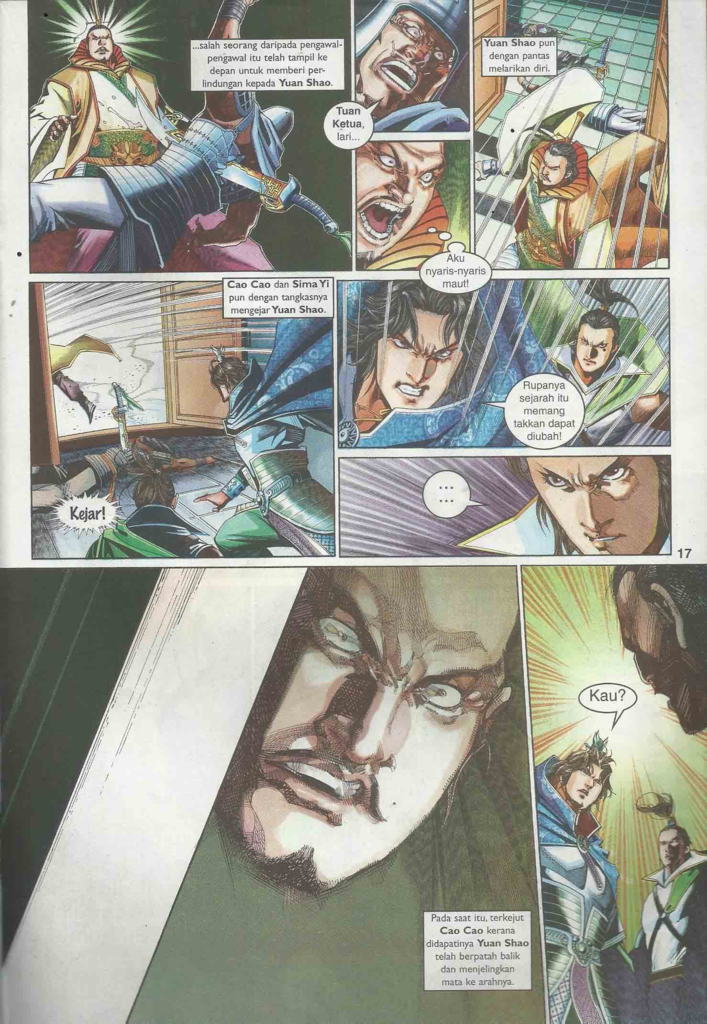 ...salah seorang daripada pengawal-
pengawal itu telah tampil ke
depan untuk memberi per-
lindungan kepada Yuan Shao.
Tuan
Ketua,
lari...
Yuan Shao pun
dengan pantas
melarikan diri.
Aku
nyaris-nyaris
maut!
Cao Cao dan Sima Yi
pun dengan tangkasnya
mengejar Yuan Shao.
Kejar!
Rupanya
sejarah itu
memang
takkan dapat
diubah!
...
...
17
Pada saat itu, terkejut
Cao Cao kerana
didapatinya Yuan Shao
telah berpatah balik
dan menjelingkan
mata ke arahnya.
Kau?